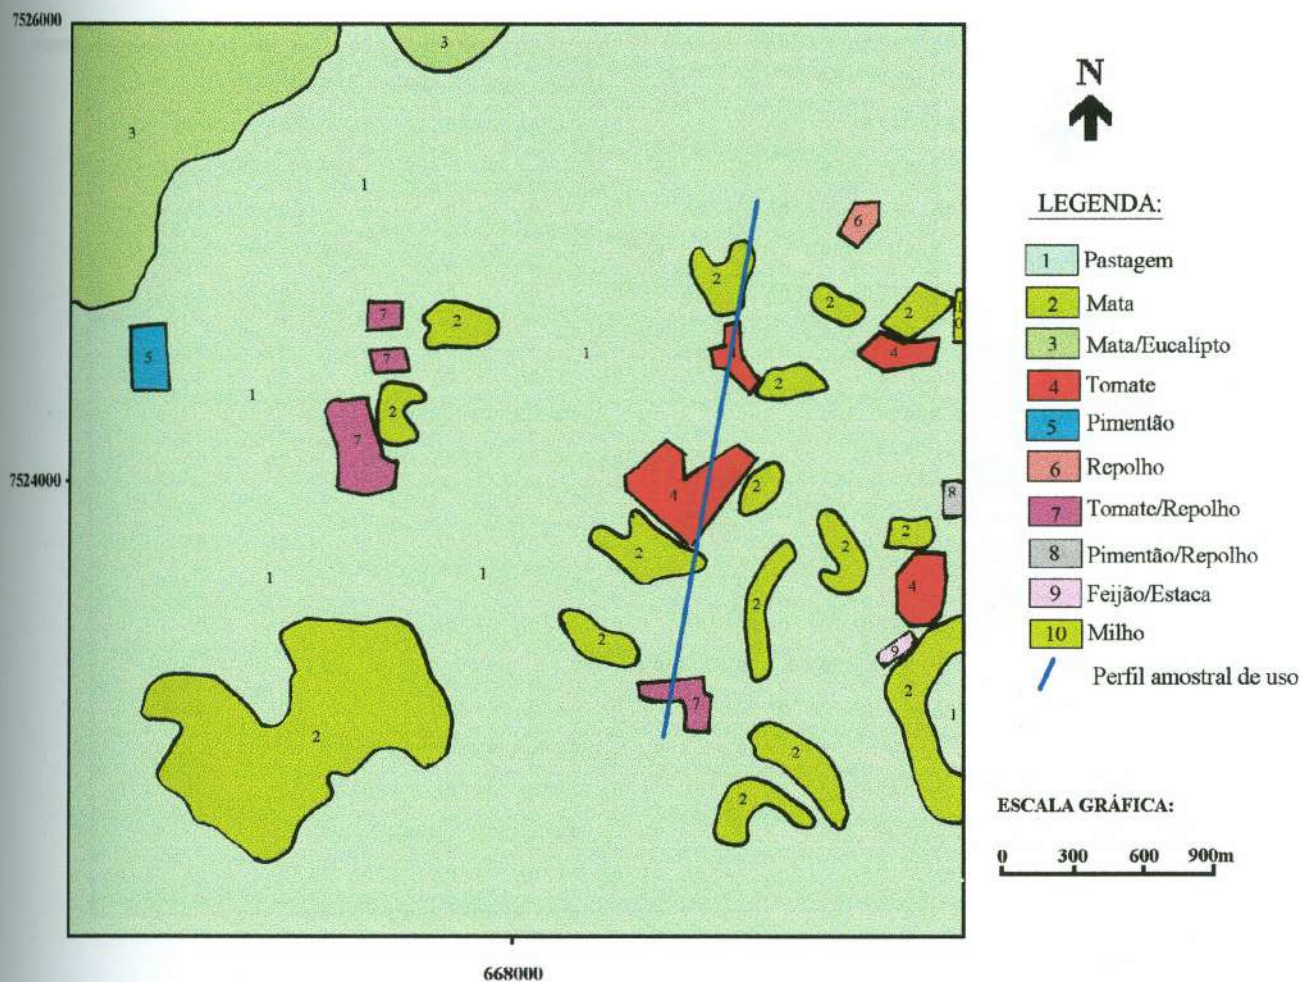 7526000
3
3
1
N
LEGENDA:
1 Pastagem
2 Mata
3 Mata/Eucalípto
4 Tomate
5 Pimentão
6 Repolho
7 Tomate/Repolho
8 Pimentão/Repolho
9 Feijão/Estaca
10 Milho
Perfil amostral de uso
6
2
2
2
10
7
2
5
7
1
4
1
2
2
7
7524000
4
2
8
2
2
2
1
1
4
2
2
9
2
7
1
2
2
2
ESCALA GRÁFICA:
0 300 600 900m
668000